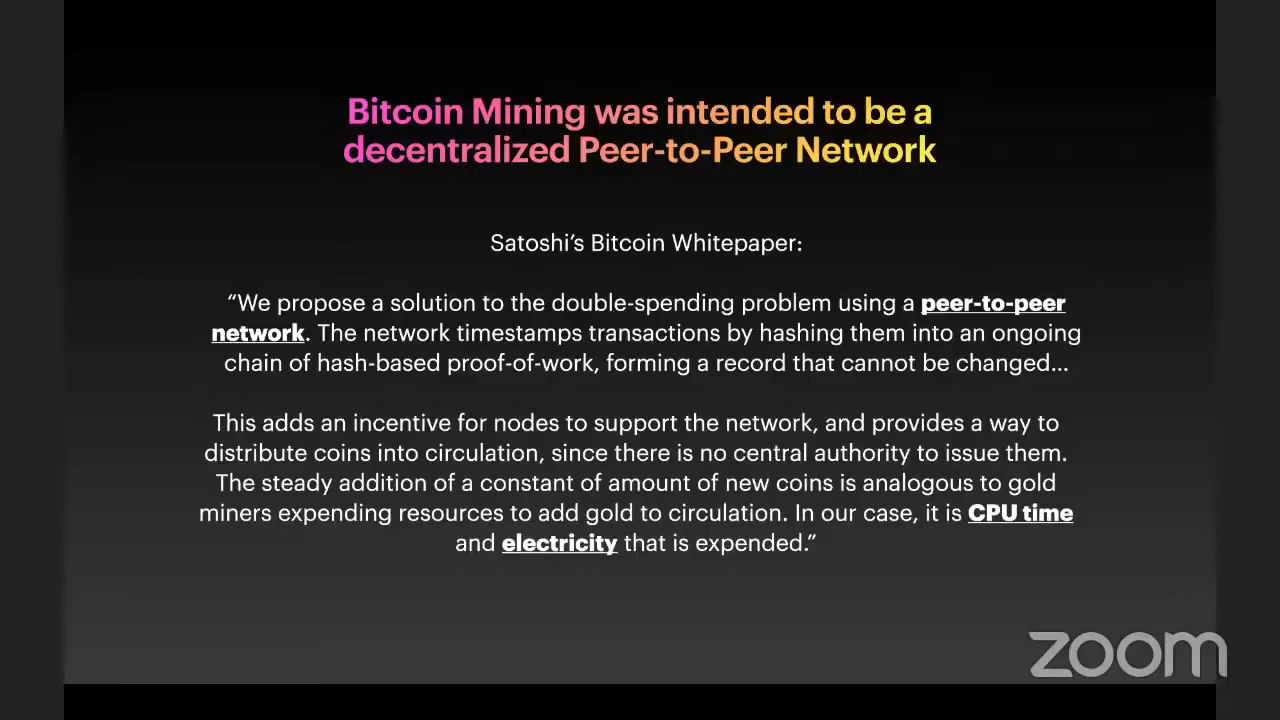 Bitcoin Mining was intended to be a
decentralized Peer-to-Peer Network
Satoshi’s Bitcoin Whitepaper:
“We propose a solution to the double-spending problem using a peer-to-peer
network. The network timestamps transactions by hashing them into an ongoing
chain of hash-based proof-of-work, forming a record that cannot be changed...
This adds an incentive for nodes to support the network, and provides a way to
distribute coins into circulation, since there is no central authority to issue them.
The steady addition of a constant of amount of new coins is analogous to gold
miners expending resources to add gold to circulation. In our case, it is CPU time
and electricity that is expended.”
zoom